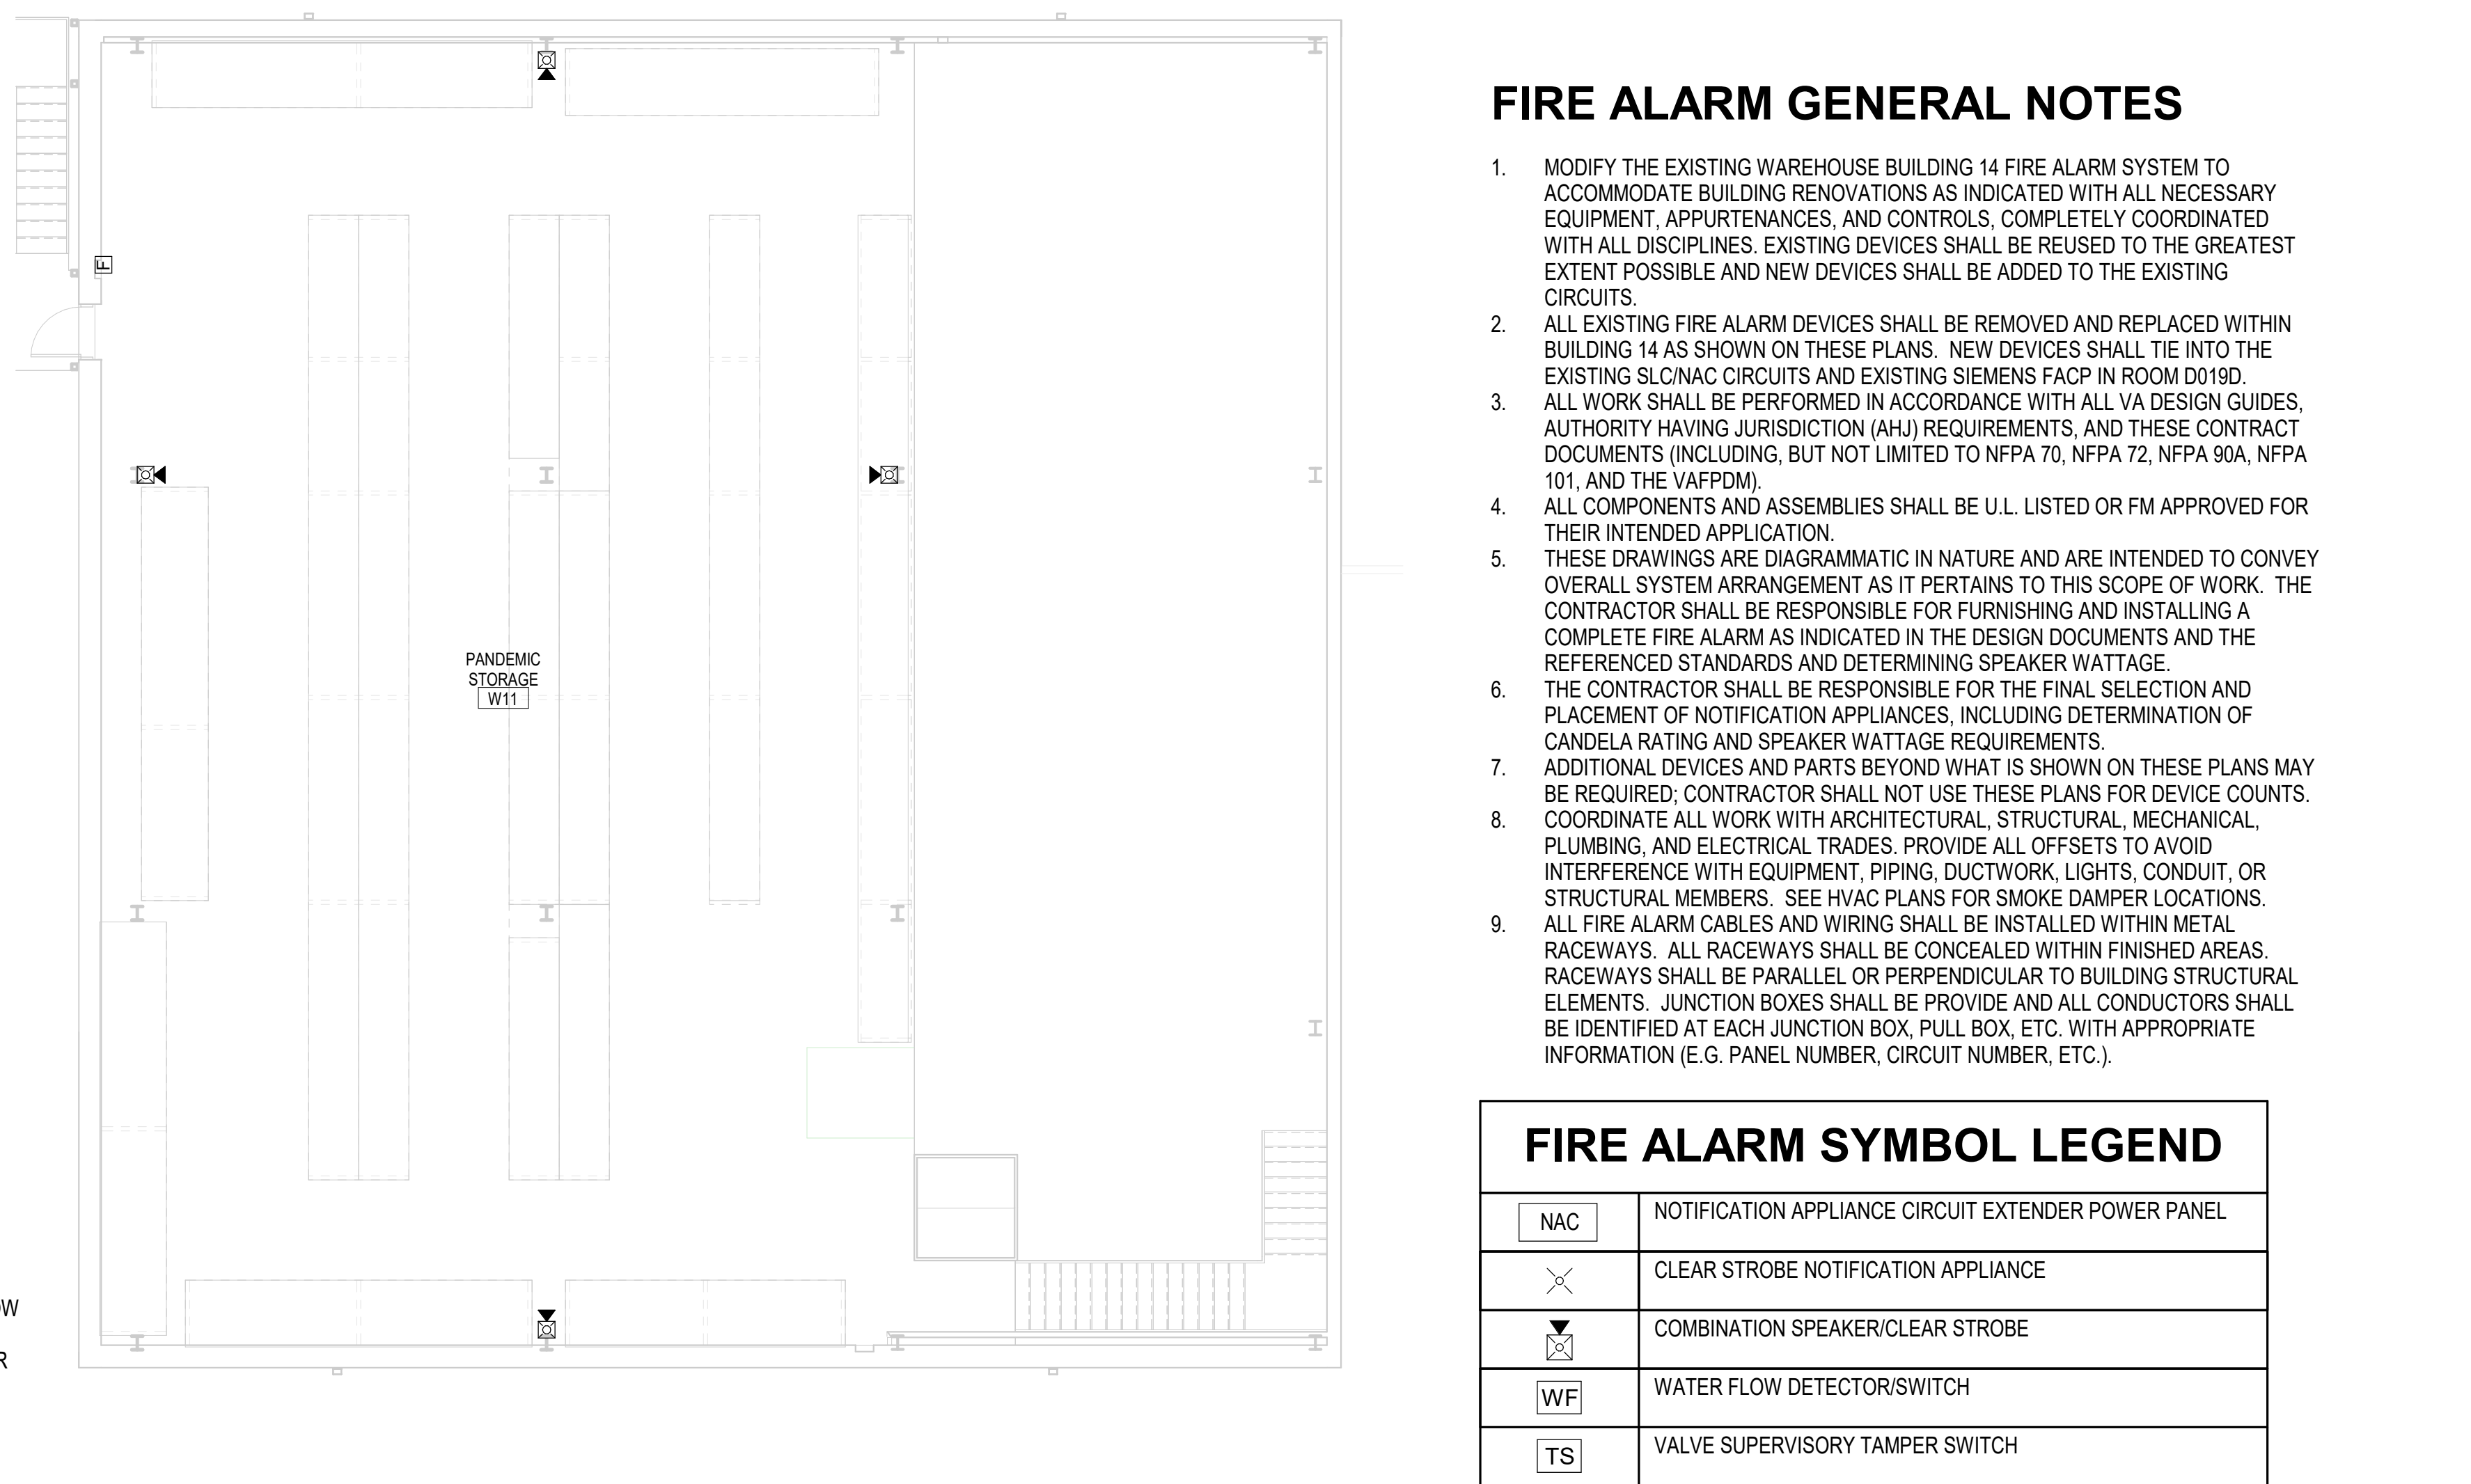 F
PANDEMIC
STORAGE
W11
OW
R
FIRE ALARM GENERAL NOTES
1. MODIFY THE EXISTING WAREHOUSE BUILDING 14 FIRE ALARM SYSTEM TO
ACCOMMODATE BUILDING RENOVATIONS AS INDICATED WITH ALL NECESSARY
EQUIPMENT, APPURTENANCES, AND CONTROLS, COMPLETELY COORDINATED
WITH ALL DISCIPLINES. EXISTING DEVICES SHALL BE REUSED TO THE GREATEST
EXTENT POSSIBLE AND NEW DEVICES SHALL BE ADDED TO THE EXISTING
CIRCUITS.
2. ALL EXISTING FIRE ALARM DEVICES SHALL BE REMOVED AND REPLACED WITHIN
BUILDING 14 AS SHOWN ON THESE PLANS. NEW DEVICES SHALL TIE INTO THE
EXISTING SLC/NAC CIRCUITS AND EXISTING SIEMENS FACP IN ROOM D019D.
3. ALL WORK SHALL BE PERFORMED IN ACCORDANCE WITH ALL VA DESIGN GUIDES,
AUTHORITY HAVING JURISDICTION (AHJ) REQUIREMENTS, AND THESE CONTRACT
DOCUMENTS (INCLUDING, BUT NOT LIMITED TO NFPA 70, NFPA 72, NFPA 90A, NFPA
101, AND THE VAFPDM).
4. ALL COMPONENTS AND ASSEMBLIES SHALL BE U.L. LISTED OR FM APPROVED FOR
THEIR INTENDED APPLICATION.
5. THESE DRAWINGS ARE DIAGRAMMATIC IN NATURE AND ARE INTENDED TO CONVEY
OVERALL SYSTEM ARRANGEMENT AS IT PERTAINS TO THIS SCOPE OF WORK. THE
CONTRACTOR SHALL BE RESPONSIBLE FOR FURNISHING AND INSTALLING A
COMPLETE FIRE ALARM AS INDICATED IN THE DESIGN DOCUMENTS AND THE
REFERENCED STANDARDS AND DETERMINING SPEAKER WATTAGE.
6. THE CONTRACTOR SHALL BE RESPONSIBLE FOR THE FINAL SELECTION AND
PLACEMENT OF NOTIFICATION APPLIANCES, INCLUDING DETERMINATION OF
CANDELA RATING AND SPEAKER WATTAGE REQUIREMENTS.
7. ADDITIONAL DEVICES AND PARTS BEYOND WHAT IS SHOWN ON THESE PLANS MAY
BE REQUIRED; CONTRACTOR SHALL NOT USE THESE PLANS FOR DEVICE COUNTS.
8. COORDINATE ALL WORK WITH ARCHITECTURAL, STRUCTURAL, MECHANICAL,
PLUMBING, AND ELECTRICAL TRADES. PROVIDE ALL OFFSETS TO AVOID
INTERFERENCE WITH EQUIPMENT, PIPING, DUCTWORK, LIGHTS, CONDUIT, OR
STRUCTURAL MEMBERS. SEE HVAC PLANS FOR SMOKE DAMPER LOCATIONS.
9. ALL FIRE ALARM CABLES AND WIRING SHALL BE INSTALLED WITHIN METAL
RACEWAYS. ALL RACEWAYS SHALL BE CONCEALED WITHIN FINISHED AREAS.
RACEWAYS SHALL BE PARALLEL OR PERPENDICULAR TO BUILDING STRUCTURAL
ELEMENTS. JUNCTION BOXES SHALL BE PROVIDE AND ALL CONDUCTORS SHALL
BE IDENTIFIED AT EACH JUNCTION BOX, PULL BOX, ETC. WITH APPROPRIATE
INFORMATION (E.G. PANEL NUMBER, CIRCUIT NUMBER, ETC.).
FIRE ALARM SYMBOL LEGEND
NAC NOTIFICATION APPLIANCE CIRCUIT EXTENDER POWER PANEL
CLEAR STROBE NOTIFICATION APPLIANCE
COMBINATION SPEAKER/CLEAR STROBE
WF WATER FLOW DETECTOR/SWITCH
TS VALVE SUPERVISORY TAMPER SWITCH